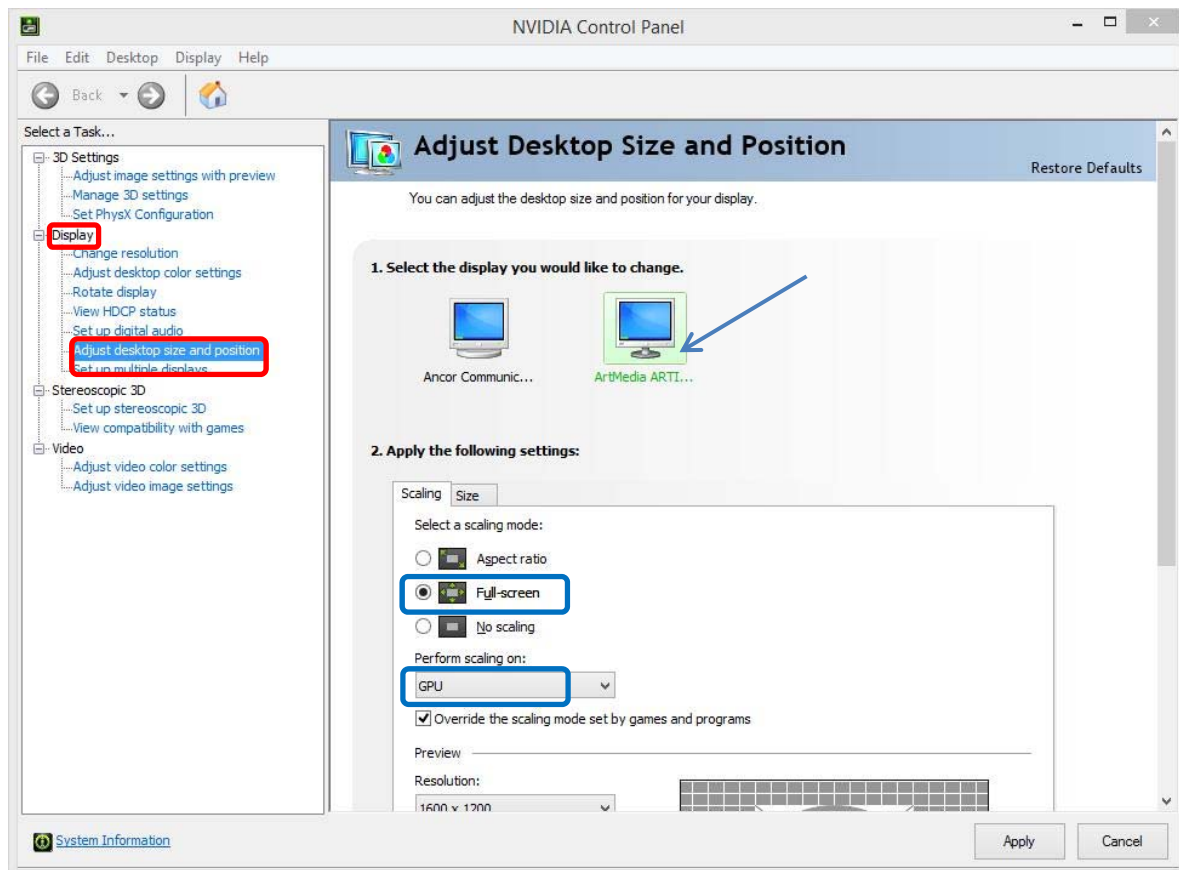 NVIDIA Control Panel
File Edit Desktop Display Help
Back
Select a Task...
3D Settings
Adjust image settings with preview
Manage 3D settings
Set PhysX Configuration
Display
Change resolution
Adjust desktop color settings
Rotate display
View HDCP status
Set up digital audio
Adjust desktop size and position
Set up multiple displays
Stereoscopic 3D
Set up stereoscopic 3D
View compatibility with games
Video
Adjust video color settings
Adjust video image settings
Adjust Desktop Size and Position
Restore Defaults
You can adjust the desktop size and position for your display.
1. Select the display you would like to change.
Ancor Communic... ArtMedia ARTI...
2. Apply the following settings:
Scaling Size
Select a scaling mode:
Aspect ratio
Full-screen
No scaling
Perform scaling on:
GPU
Override the scaling mode set by games and programs
Preview
Resolution:
1600 x 1200
System Information
Apply Cancel